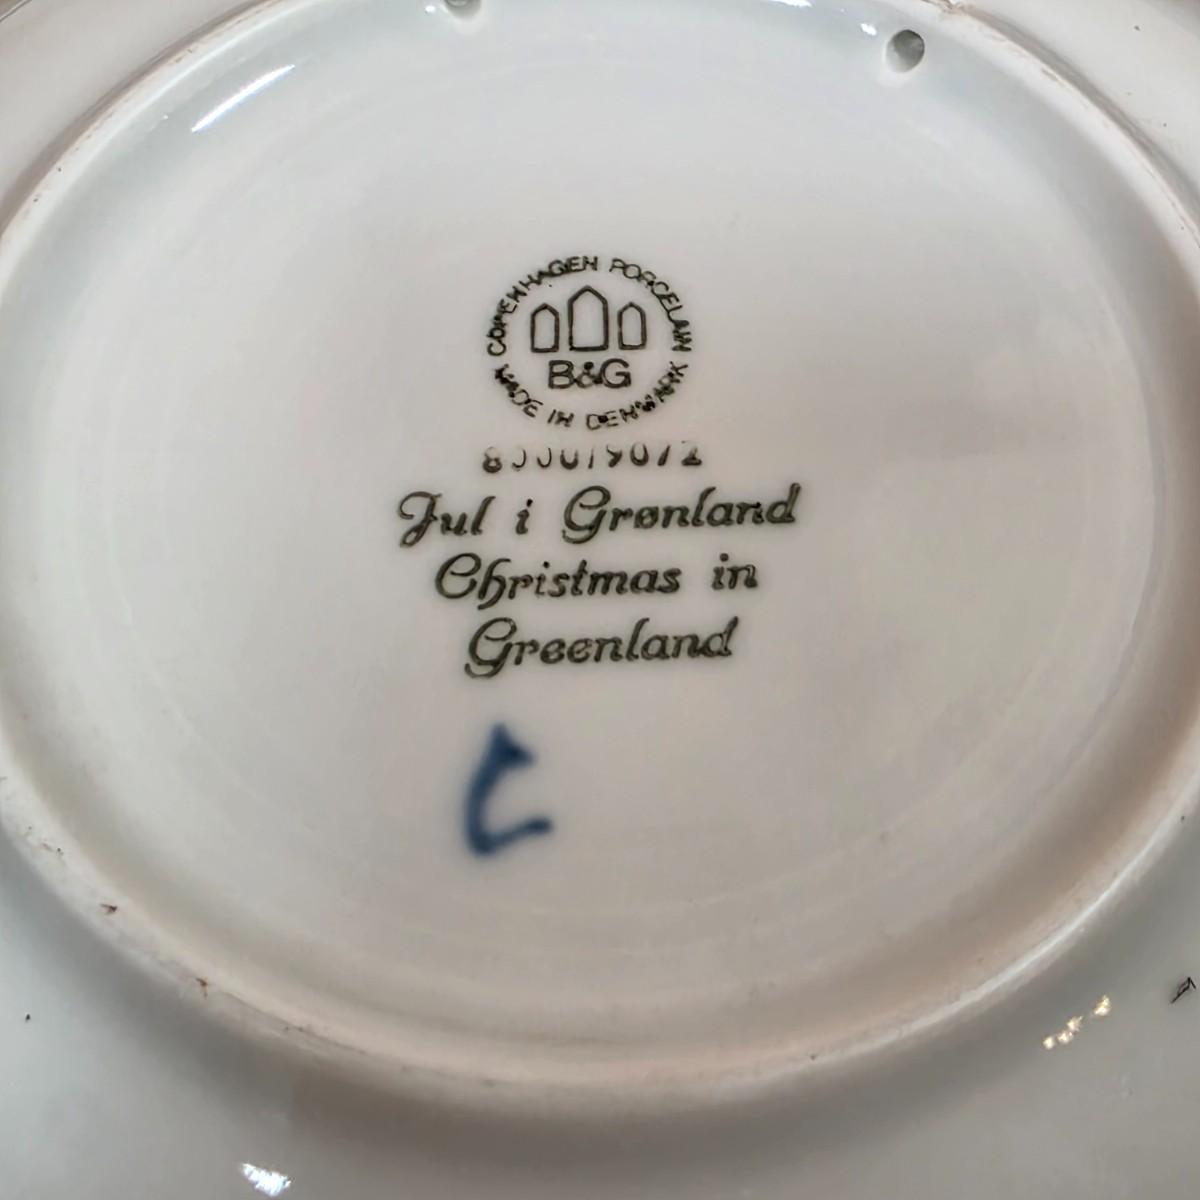 COPENHAGEN PORCELAIN
B&G
MADE IN DENMARK
Jul i Grønland
Christmas in
Greenland